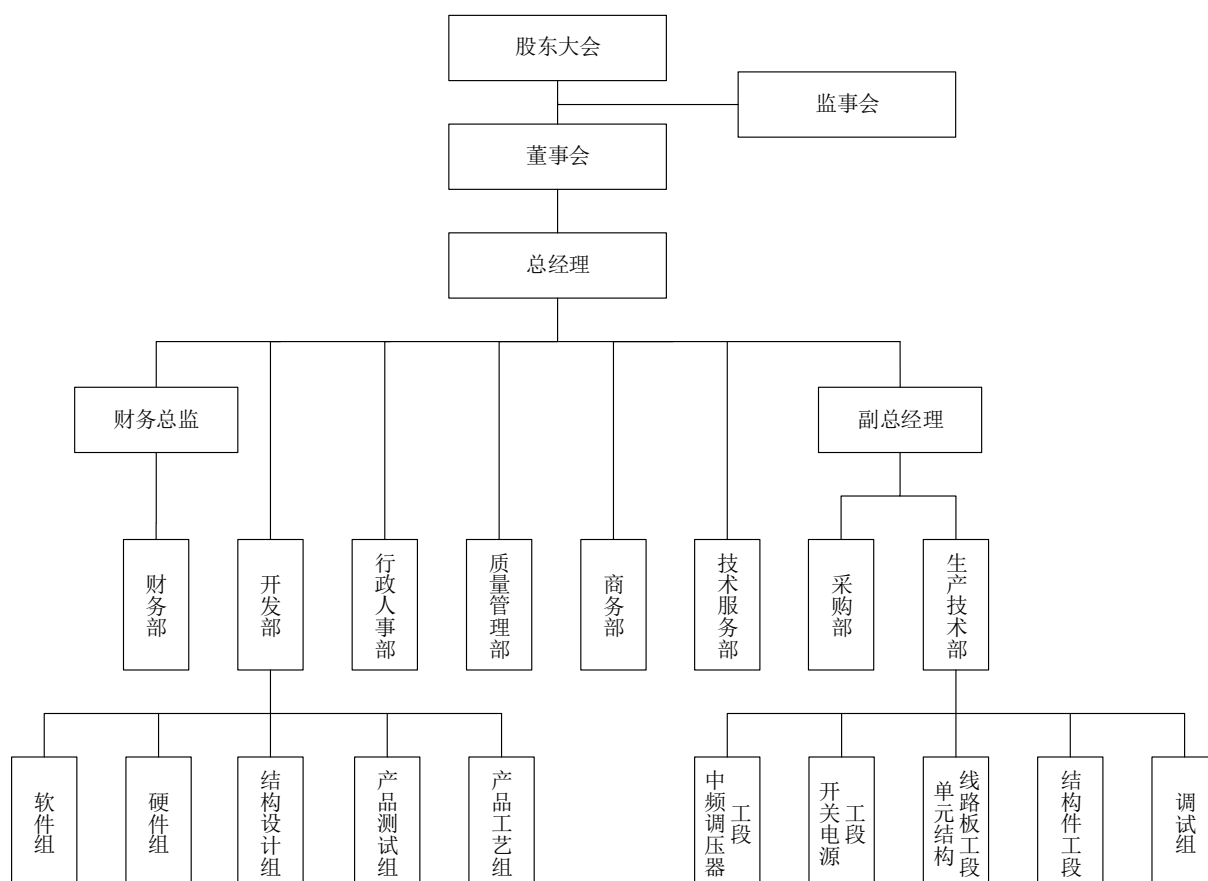 股东大会
监事会
董事会
总经理
财务总监
副总经理
财务部
开发部
行政人事部
质量管理部
商务部
技术服务部
采购部
生产技术部
软件组
硬件组
结构设计组
产品测试组
产品工艺组
中频调压器
工段
开关电源
工段
单元结构
线路板工段
结构件工段
调试组